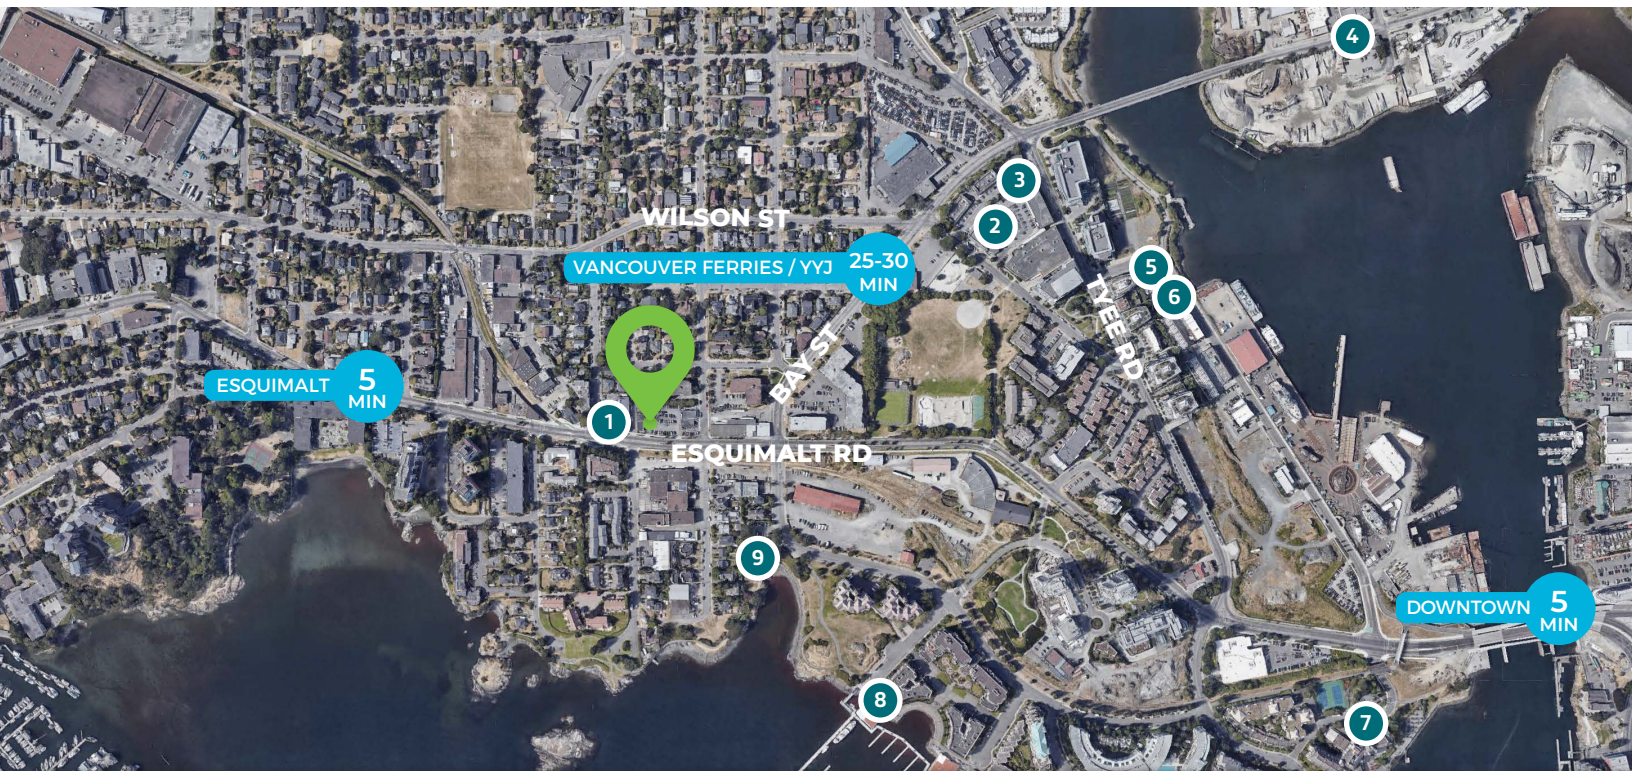 4
3
2
WILSON ST
VANCOUVER FERRIES / YYJ
25-30
MIN
5
6
TYEE RD
BAY ST
ESQUIMALT
5
MIN
1
ESQUIMALT RD
9
DOWNTOWN
5
MIN
8
7